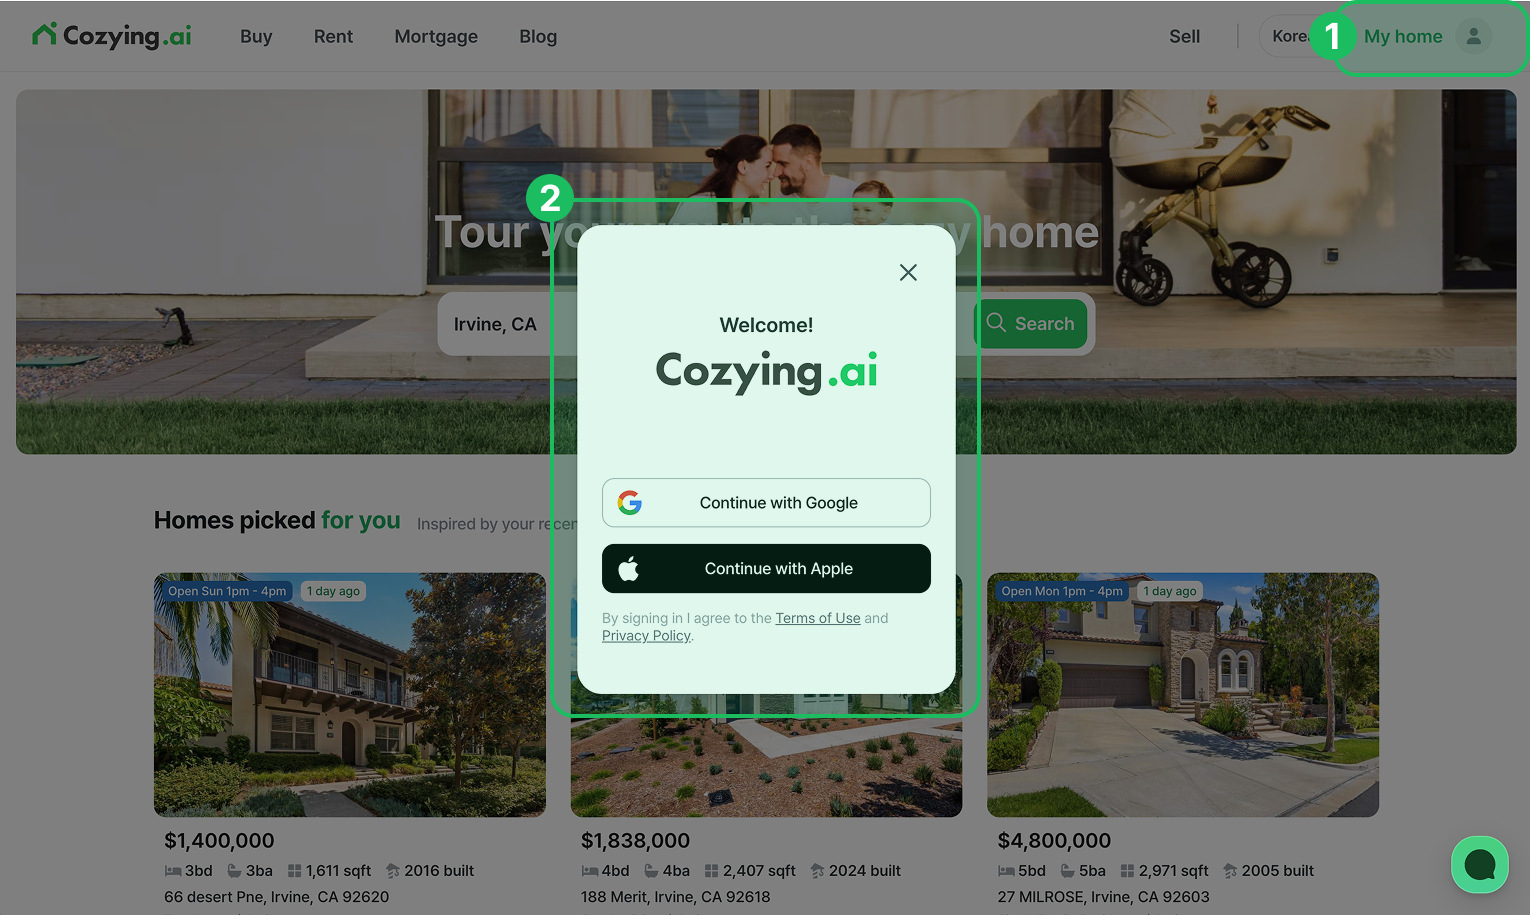 Cozying.ai
Buy
Rent
Mortgage
Blog
Sell
Kore
1
My home
2
Tour yo
y home
Irvine, CA
Search
Welcome!
Cozying.ai
Continue with Google
Continue with Apple
By signing in I agree to the Terms of Use and
Privacy Policy.
Homes picked for you
Inspired by your recen
Open Sun 1pm - 4pm
1 day ago
Open Mon 1pm - 4pm
1 day ago
$1,400,000
3bd 3ba 1,611 sqft 2016 built
66 desert Pne, Irvine, CA 92620
$1,838,000
4bd 4ba 2,407 sqft 2024 built
188 Merit, Irvine, CA 92618
$4,800,000
5bd 5ba 2,971 sqft 2005 built
27 MILROSE, Irvine, CA 92603